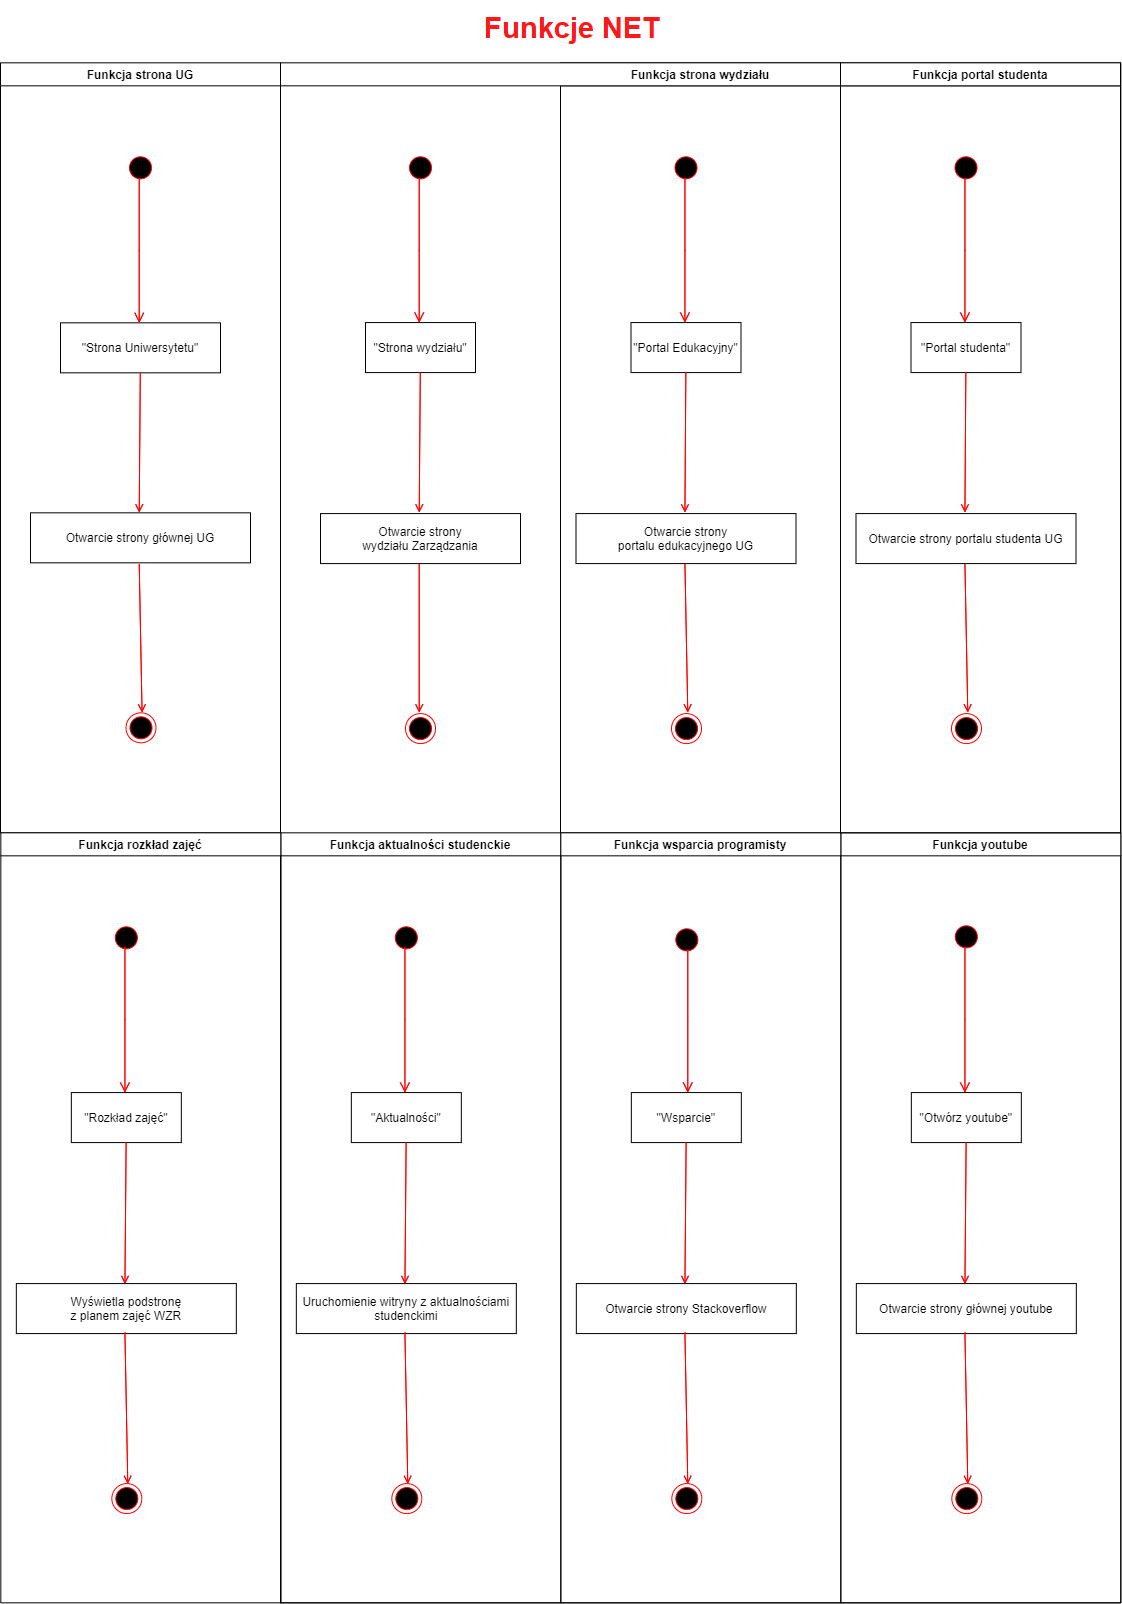 Funkcje NET
Funkcja strona UG
Funkcja strona wydziału
Funkcja portal studenta
"Strona Uniwersytetu"
"Strona wydziału"
"Portal Edukacyjny"
"Portal studenta"
Otwarcie strony głównej UG
Otwarcie strony
wydziału Zarządzania
Otwarcie strony
portalu edukacyjnego UG
Otwarcie strony portalu studenta UG
Funkcja rozkład zajęć
Funkcja aktualności studenckie
Funkcja wsparcia programisty
Funkcja youtube
"Rozkład zajęć"
"Aktualności"
"Wsparcie"
"Otwórz youtube"
Wyświetla podstronę
z planem zajęć WZR
Uruchomienie witryny z aktualnościami
studenckimi
Otwarcie strony Stackoverflow
Otwarcie strony głównej youtube